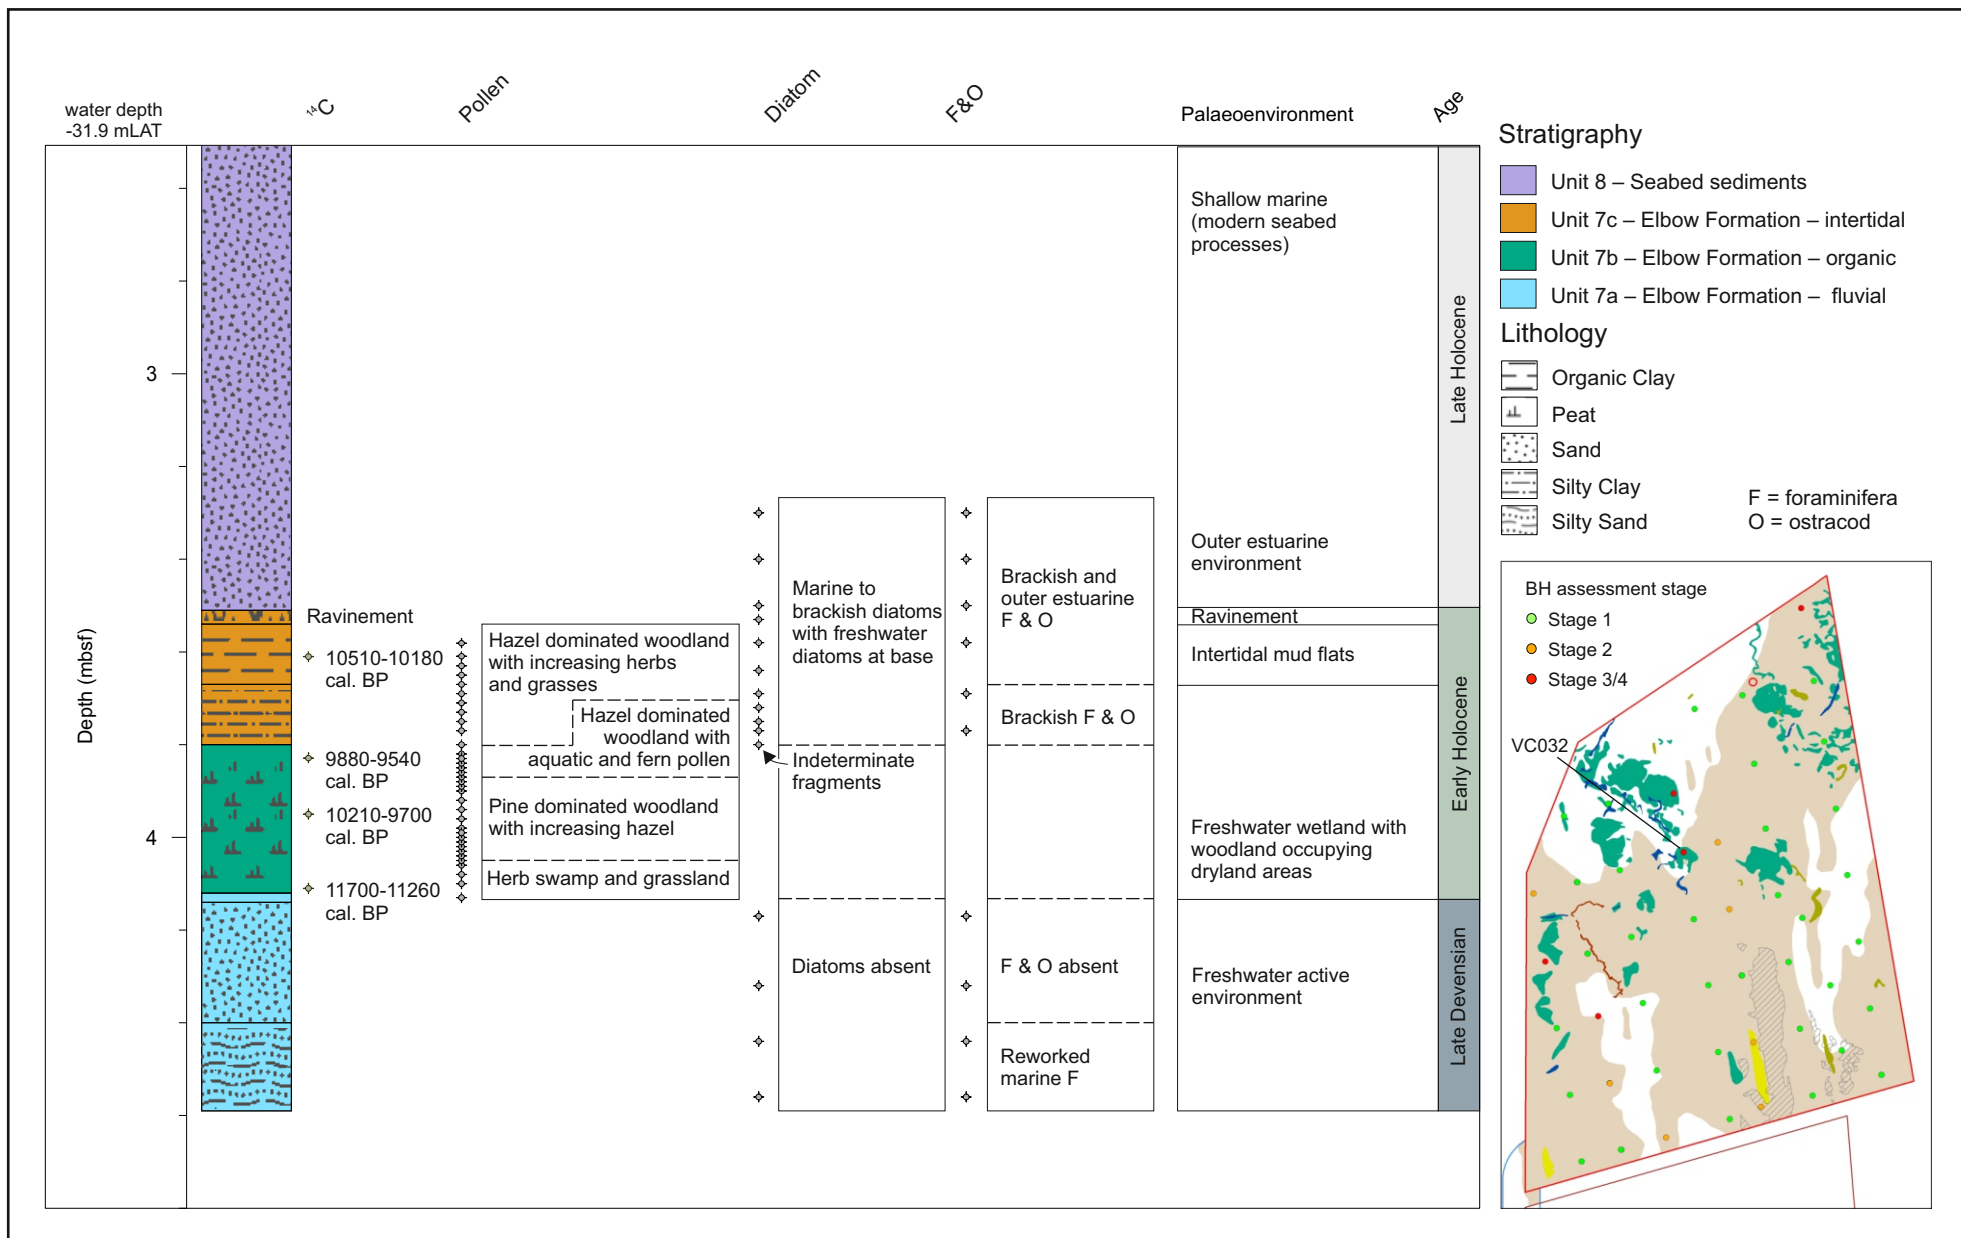 water depth
-31.9 mLAT
¹⁴C
Pollen
Diatom
F&O
Palaeoenvironment
Age
Depth (mbsf)
3
4
Ravinement
10510-10180
cal. BP
9880-9540
cal. BP
10210-9700
cal. BP
11700-11260
cal. BP
Hazel dominated woodland
with increasing herbs
and grasses
Hazel dominated
woodland with
aquatic and fern pollen
Pine dominated woodland
with increasing hazel
Herb swamp and grassland
Marine to
brackish diatoms
with freshwater
diatoms at base
Indeterminate
fragments
Diatoms absent
Brackish and
outer estuarine
F & O
Brackish F & O
F & O absent
Reworked
marine F
Shallow marine
(modern seabed
processes)
Outer estuarine
environment
Ravinement
Intertidal mud flats
Freshwater wetland with
woodland occupying
dryland areas
Freshwater active
environment
Late Holocene
Early Holocene
Late Devensian
Stratigraphy
Unit 8 – Seabed sediments
Unit 7c – Elbow Formation – intertidal
Unit 7b – Elbow Formation – organic
Unit 7a – Elbow Formation – fluvial
Lithology
Organic Clay
Peat
Sand
Silty Clay
Silty Sand
F = foraminifera
O = ostracod
BH assessment stage
Stage 1
Stage 2
Stage 3/4
VC032